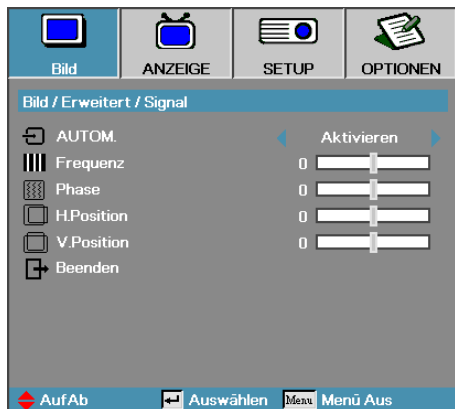 Bild ANZEIGE SETUP OPTIONEN
Bild / Erweitert / Signal
AUTOM. Aktivieren
Frequenz 0
Phase 0
H.Position 0
V.Position 0
Beenden
AufAb Auswählen Menu Menü Aus